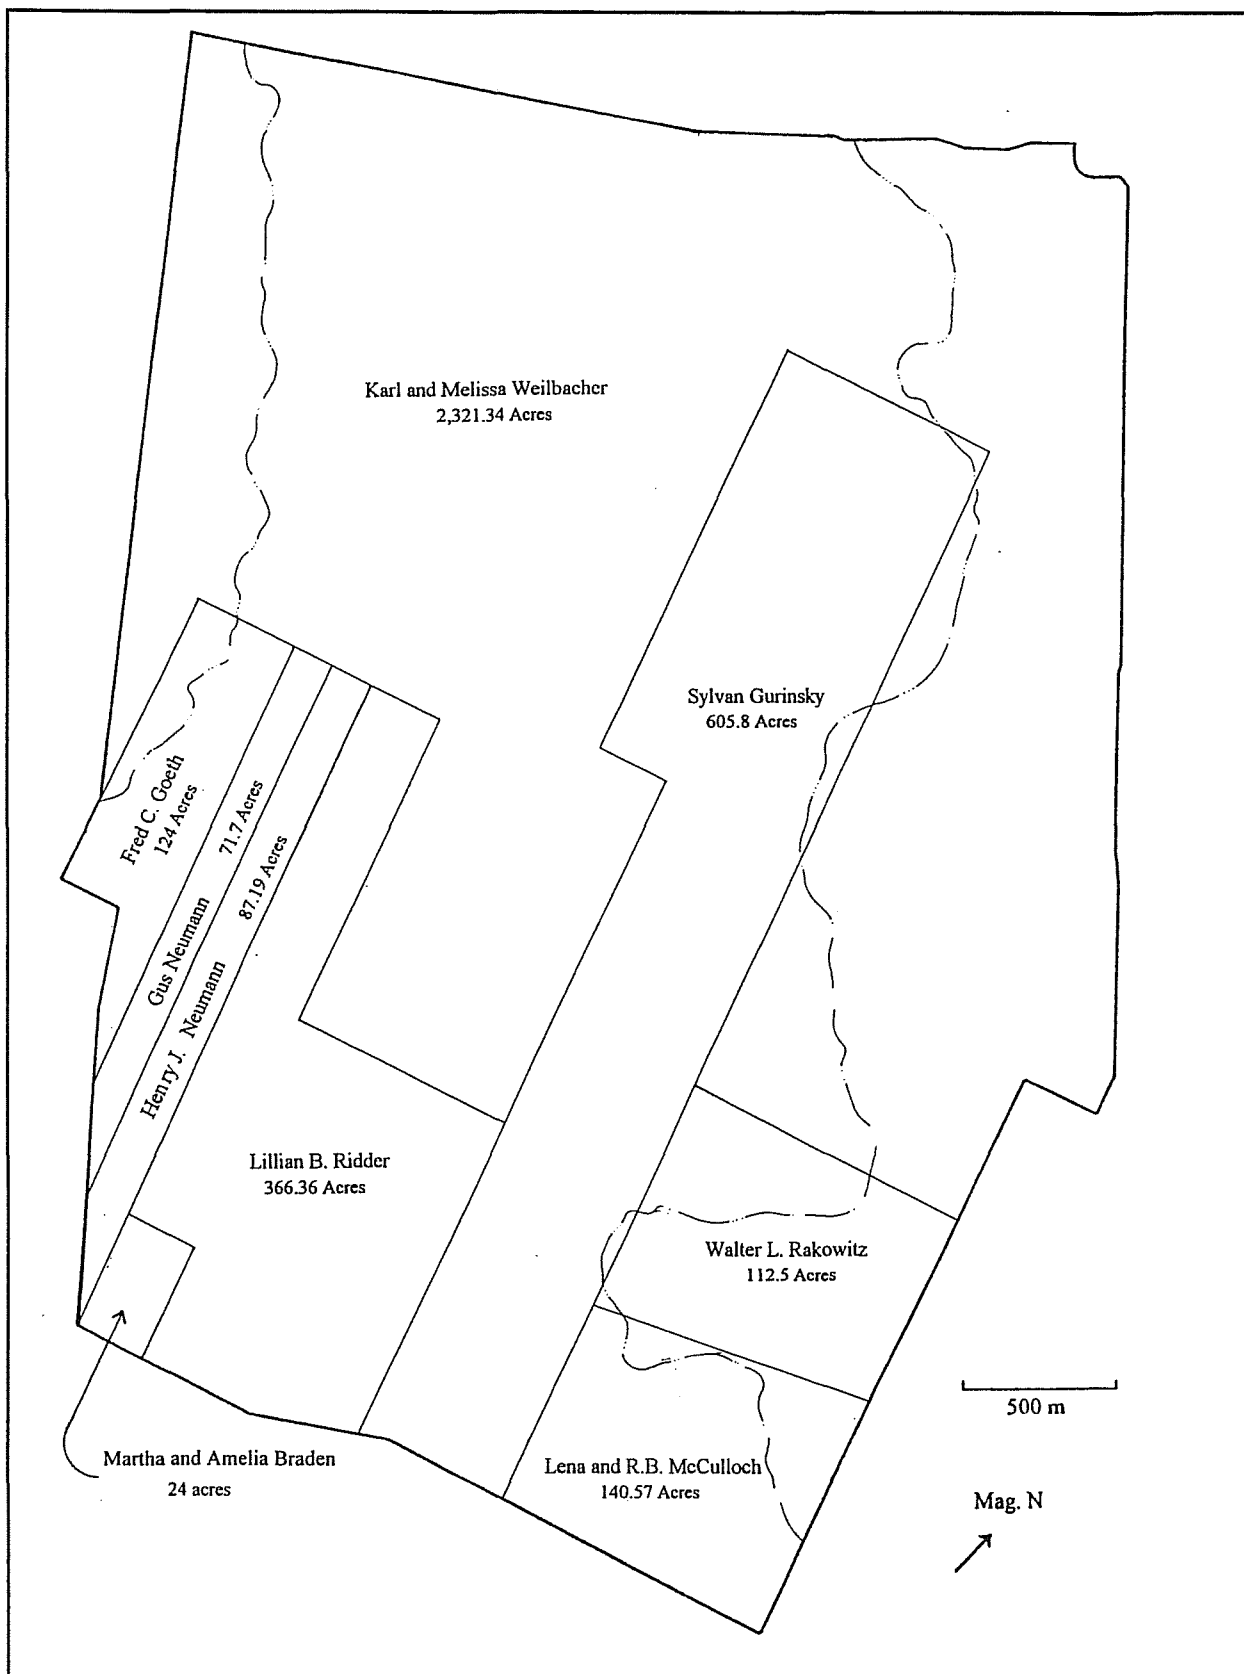 Karl and Melissa Weilbacher
2,321.34 Acres
Sylvan Gurinsky
605.8 Acres
Fred C. Goeth
124 Acres
Gus Neumann 71.7 Acres
Henry J. Neumann 87.19 Acres
Lillian B. Ridder
366.36 Acres
Walter L. Rakowitz
112.5 Acres
500 m
Martha and Amelia Braden
24 acres
Lena and R.B. McCulloch
140.57 Acres
Mag. N